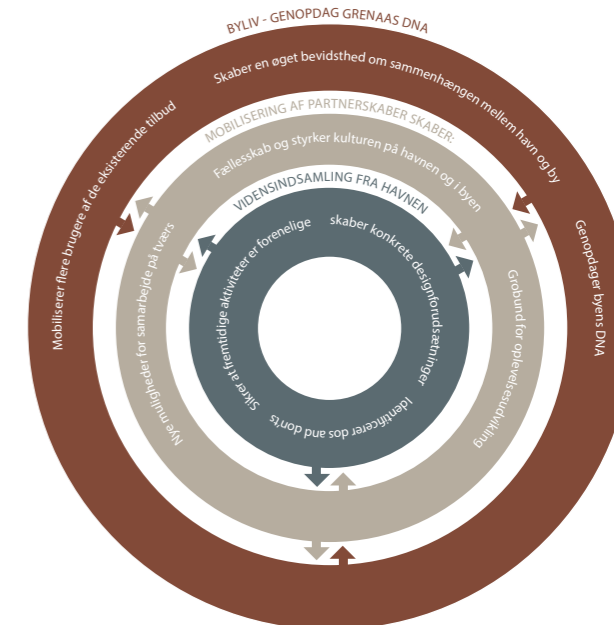 BYLIV - GENOPDAG GRENAAS DNA
Skaber en øget bevidsthed om sammenhængen mellem havn og by
Genopdager byens DNA
Mobiliserer flere brugere af de eksisterende tilbud
MOBILISERING AF PARTNERSKABER SKABER:
Fællesskab og styrker kulturen på havnen og i byen
Grobund for oplevelsesudvikling
Nye muligheder for samarbejde på tværs
VIDENSINDSAMLING FRA HAVNEN
skaber konkrete designforudsætninger
Identificerer dos and don'ts
Sikrer at fremtidige aktiviteter er forenelige